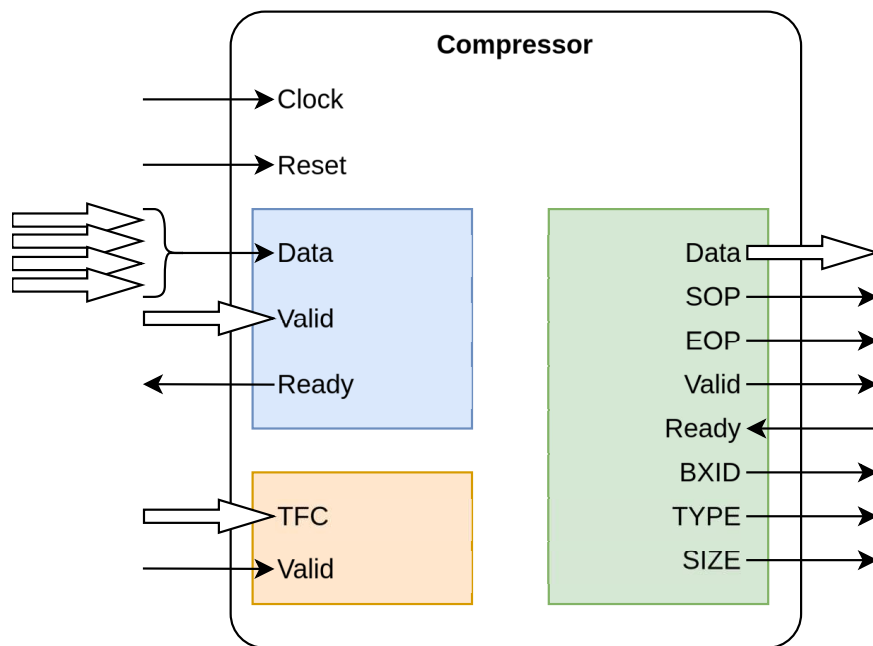 Compressor
Clock
Reset
Data
Valid
Ready
TFC
Valid
Data
SOP
EOP
Valid
Ready
BXID
TYPE
SIZE